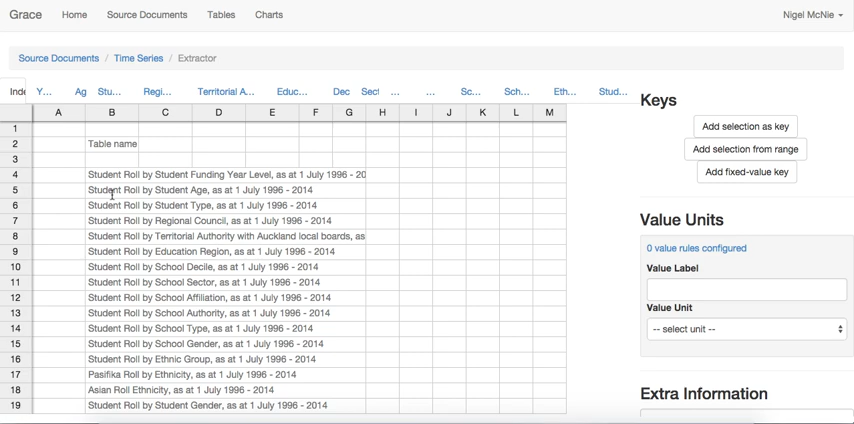 Grace Home Source Documents Tables Charts Nigel McNie
Source Documents / Time Series / Extractor
Inde Y... Ag Stu... Regi... Territorial A... Educ... Dec Sect ... ... Sc... Sch... Eth... Stud...
A B C D E F G H I J K L M
1
2 Table name
3
4 Student Roll by Student Funding Year Level, as at 1 July 1996 - 20
5 Student Roll by Student Age, as at 1 July 1996 - 2014
6 Student Roll by Student Type, as at 1 July 1996 - 2014
7 Student Roll by Regional Council, as at 1 July 1996 - 2014
8 Student Roll by Territorial Authority with Auckland local boards, as
9 Student Roll by Education Region, as at 1 July 1996 - 2014
10 Student Roll by School Decile, as at 1 July 1996 - 2014
11 Student Roll by School Sector, as at 1 July 1996 - 2014
12 Student Roll by School Affiliation, as at 1 July 1996 - 2014
13 Student Roll by School Authority, as at 1 July 1996 - 2014
14 Student Roll by School Type, as at 1 July 1996 - 2014
15 Student Roll by School Gender, as at 1 July 1996 - 2014
16 Student Roll by Ethnic Group, as at 1 July 1996 - 2014
17 Pasifika Roll by Ethnicity, as at 1 July 1996 - 2014
18 Asian Roll Ethnicity, as at 1 July 1996 - 2014
19 Student Roll by Student Gender, as at 1 July 1996 - 2014
Keys
Add selection as key
Add selection from range
Add fixed-value key
Value Units
0 value rules configured
Value Label
Value Unit
-- select unit --
Extra Information